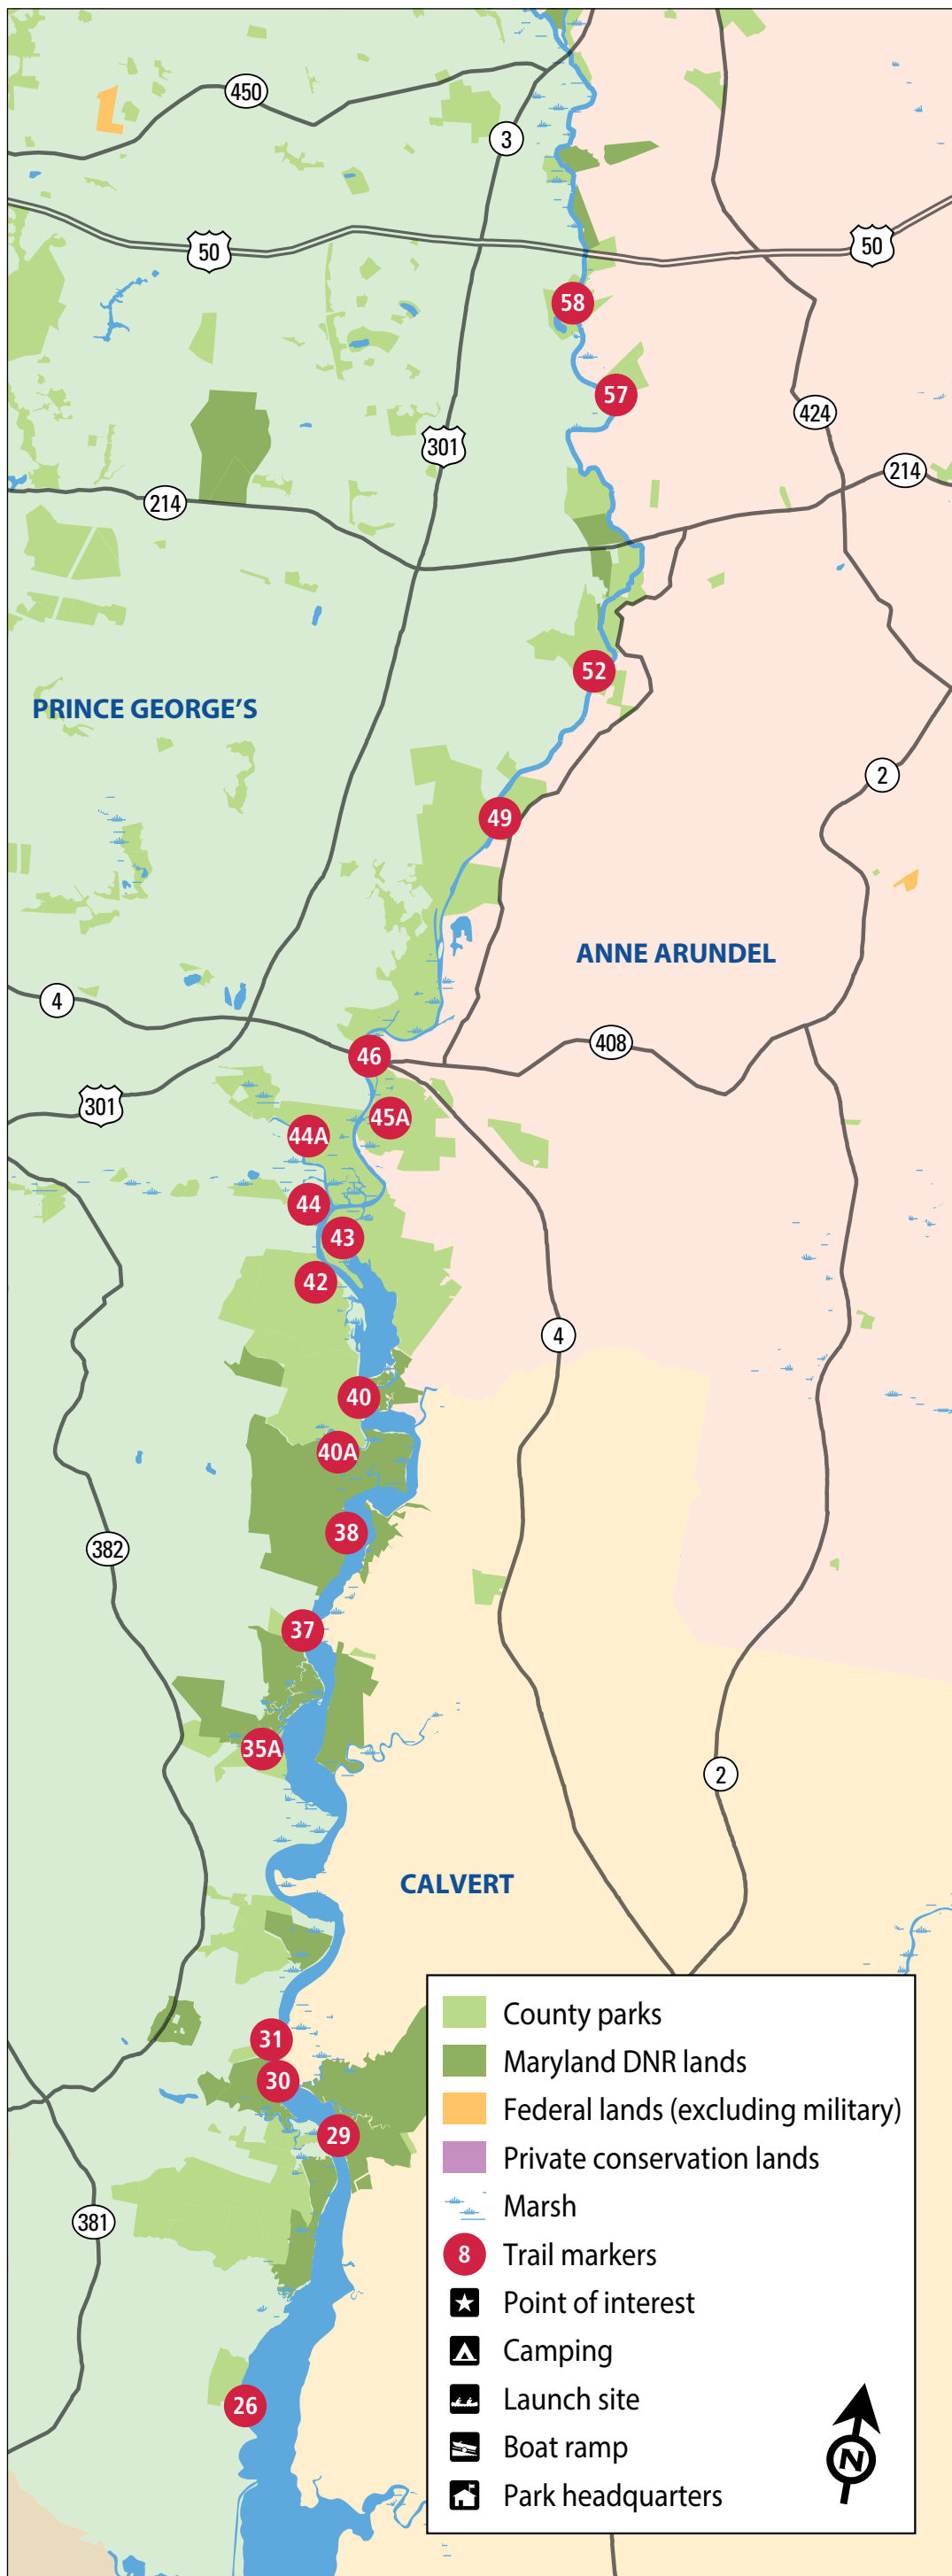 450
3
50
50
58
57
424
301
214
214
52
PRINCE GEORGE'S
2
49
ANNE ARUNDEL
4
408
46
301
45A
44A
44
43
42
4
40
40A
38
382
37
35A
2
CALVERT
31
30
29
381
26
County parks
Maryland DNR lands
Federal lands (excluding military)
Private conservation lands
Marsh
8 Trail markers
Point of interest
Camping
Launch site
Boat ramp
Park headquarters
N